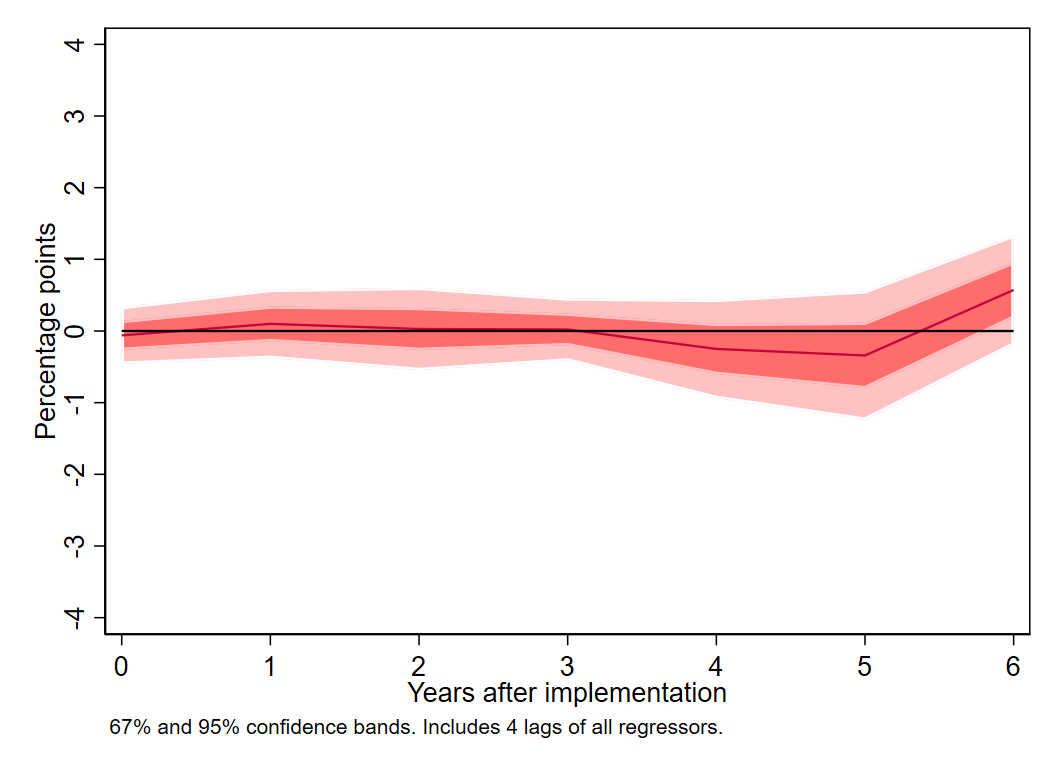 4
3
2
1
0
-1
-2
-3
-4
Percentage points
0 1 2 3 4 5 6
Years after implementation
67% and 95% confidence bands. Includes 4 lags of all regressors.